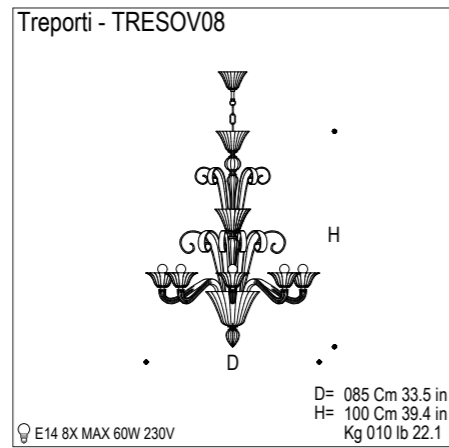 Treporti - TRESOV08
H
D
D= 085 Cm 33.5 in
H= 100 Cm 39.4 in
E14 8X MAX 60W 230V
Kg 010 lb 22.1